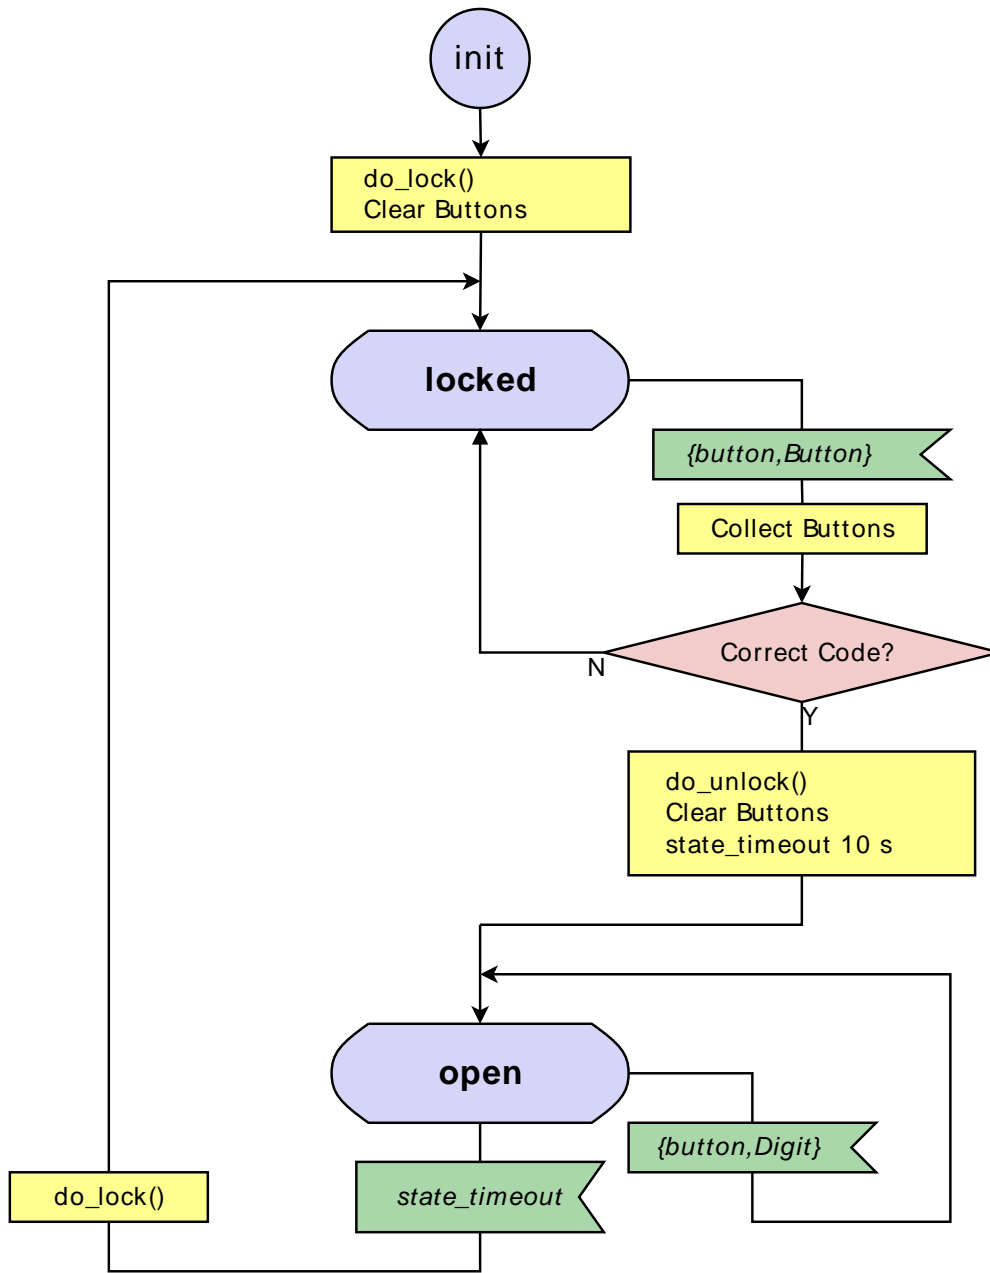 init
do_lock()
Clear Buttons
locked
{button,Button}
Collect Buttons
Correct Code?
N
Y
do_unlock()
Clear Buttons
state_timeout 10 s
open
{button,Digit}
do_lock()
state_timeout